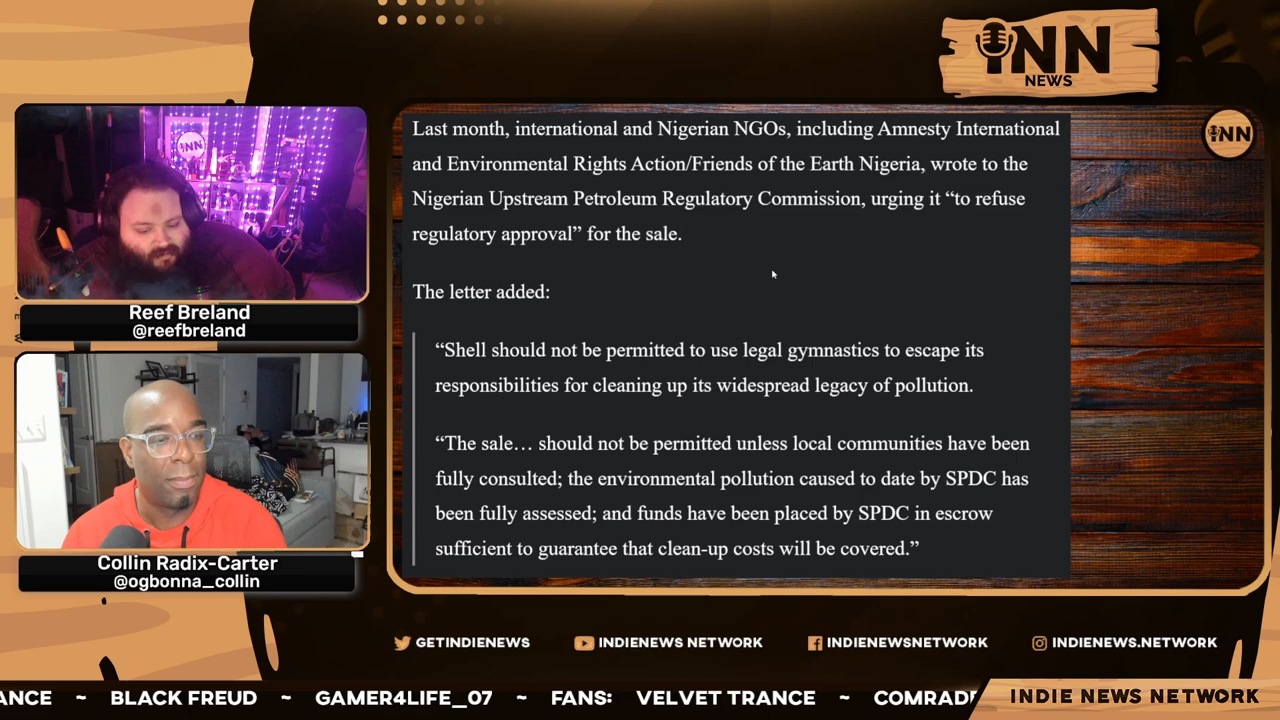 INN
NEWS
INN
INN
Last month, international and Nigerian NGOs, including Amnesty International
and Environmental Rights Action/Friends of the Earth Nigeria, wrote to the
Nigerian Upstream Petroleum Regulatory Commission, urging it “to refuse
regulatory approval” for the sale.
The letter added:
“Shell should not be permitted to use legal gymnastics to escape its
responsibilities for cleaning up its widespread legacy of pollution.
“The sale… should not be permitted unless local communities have been
fully consulted; the environmental pollution caused to date by SPDC has
been fully assessed; and funds have been placed by SPDC in escrow
sufficient to guarantee that clean-up costs will be covered.”
Reef Breland
@reefbreland
Collin Radix-Carter
@ogbonna_collin
GETINDIENEWS
INDIENEWS NETWORK
INDIENEWSNETWORK
INDIENEWS.NETWORK
ANCE ~ BLACK FREUD ~ GAMER4LIFE_07 ~ FANS: VELVET TRANCE ~ COMRADE
INDIE NEWS NETWORK